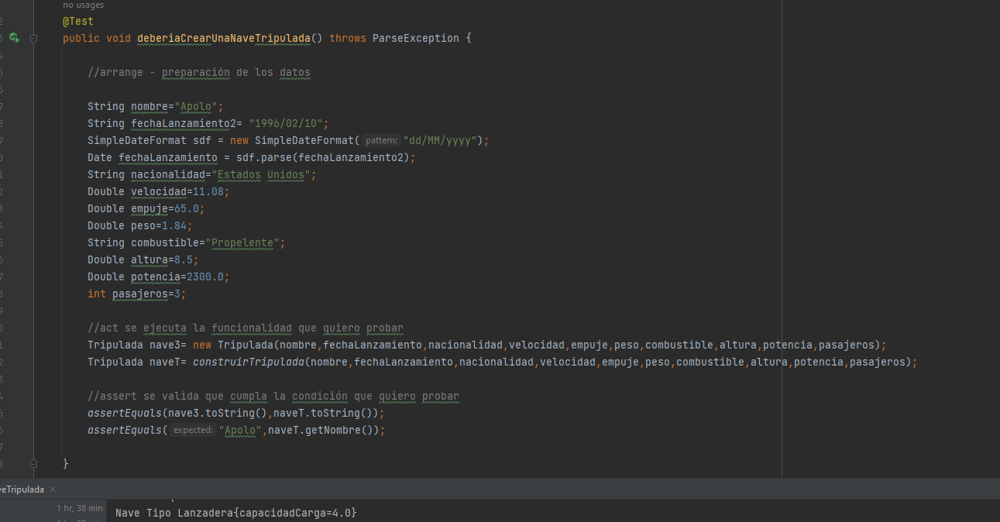 no usages
@Test
public void deberiaCrearUnaNaveTripulada() throws ParseException {
//arrange - preparación de los datos
String nombre="Apolo";
String fechaLanzamiento2= "1996/02/10";
SimpleDateFormat sdf = new SimpleDateFormat( pattern: "dd/MM/yyyy");
Date fechaLanzamiento = sdf.parse(fechaLanzamiento2);
String nacionalidad="Estados Unidos";
Double velocidad=11.08;
Double empuje=65.0;
Double peso=1.84;
String combustible="Propelente";
Double altura=8.5;
Double potencia=2300.0;
int pasajeros=3;
//act se ejecuta la funcionalidad que quiero probar
Tripulada nave3= new Tripulada(nombre,fechaLanzamiento,nacionalidad,velocidad,empuje,peso,combustible,altura,potencia,pasajeros);
Tripulada naveT= construirTripulada(nombre,fechaLanzamiento,nacionalidad,velocidad,empuje,peso,combustible,altura,potencia,pasajeros);
//assert se valida que cumpla la condición que quiero probar
assertEquals(nave3.toString(),naveT.toString());
assertEquals( expected: "Apolo",naveT.getNombre());
}
veTripulada
1 hr, 38 min
Nave Tipo Lanzadera{capacidadCarga=4.0}